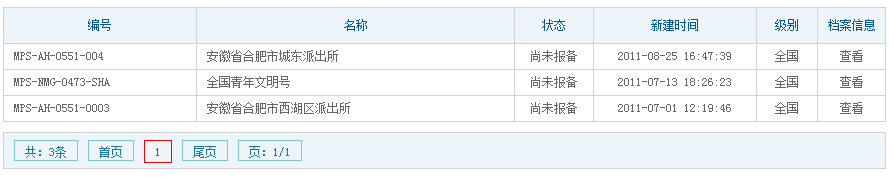 编号 名称 状态 新建时间 级别 档案信息
MPS-AH-0551-004 安徽省合肥市城东派出所 尚未报备 2011-08-25 16:47:39 全国 查看
MPS-NMG-0473-SHA 全国青年文明号 尚未报备 2011-07-13 18:26:23 全国 查看
MPS-AH-0551-0003 安徽省合肥市西湖区派出所 尚未报备 2011-07-01 12:19:46 全国 查看
共: 3条 首页 1 尾页 页: 1/1